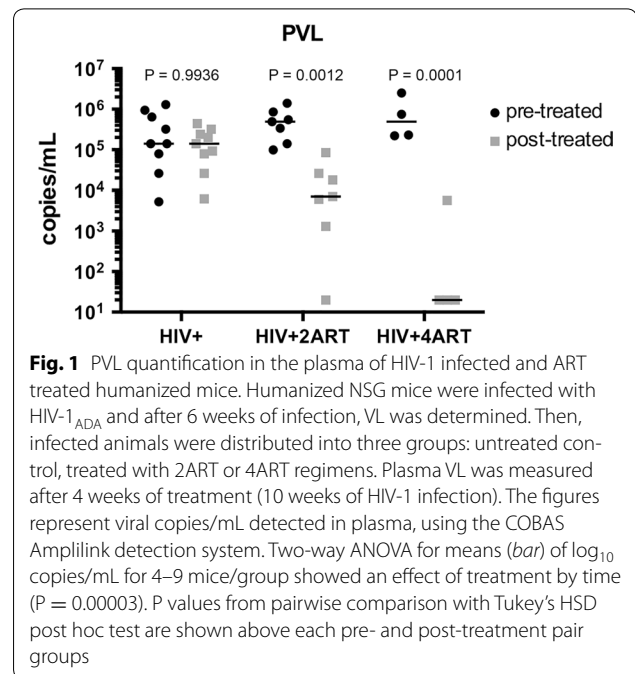 PVL
10⁷
10⁶
10⁵
10⁴
10³
10²
10¹
copies/mL
P = 0.9936 P = 0.0012 P = 0.0001
pre-treated
post-treated
HIV+ HIV+2ART HIV+4ART
Fig. 1 PVL quantification in the plasma of HIV-1 infected and ART
treated humanized mice. Humanized NSG mice were infected with
HIV-1ADA and after 6 weeks of infection, VL was determined. Then,
infected animals were distributed into three groups: untreated con-
trol, treated with 2ART or 4ART regimens. Plasma VL was measured
after 4 weeks of treatment (10 weeks of HIV-1 infection). The figures
represent viral copies/mL detected in plasma, using the COBAS
Amplilink detection system. Two-way ANOVA for means (bar) of log₁₀
copies/mL for 4–9 mice/group showed an effect of treatment by time
(P = 0.00003). P values from pairwise comparison with Tukey's HSD
post hoc test are shown above each pre- and post-treatment pair
groups